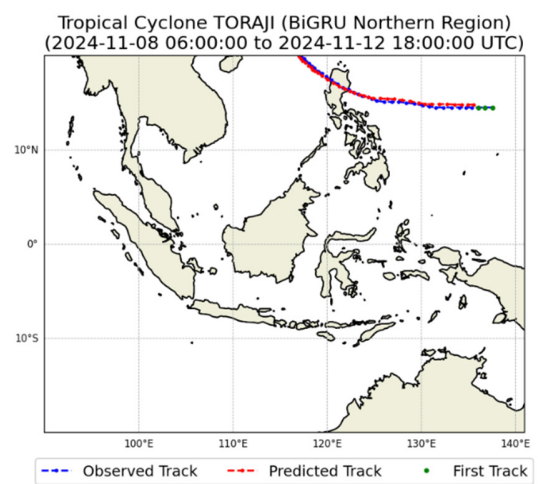 Tropical Cyclone TORAJI (BiGRU Northern Region)
(2024-11-08 06:00:00 to 2024-11-12 18:00:00 UTC)
10°N
0°
10°S
100°E 110°E 120°E 130°E 140°E
Observed Track Predicted Track First Track